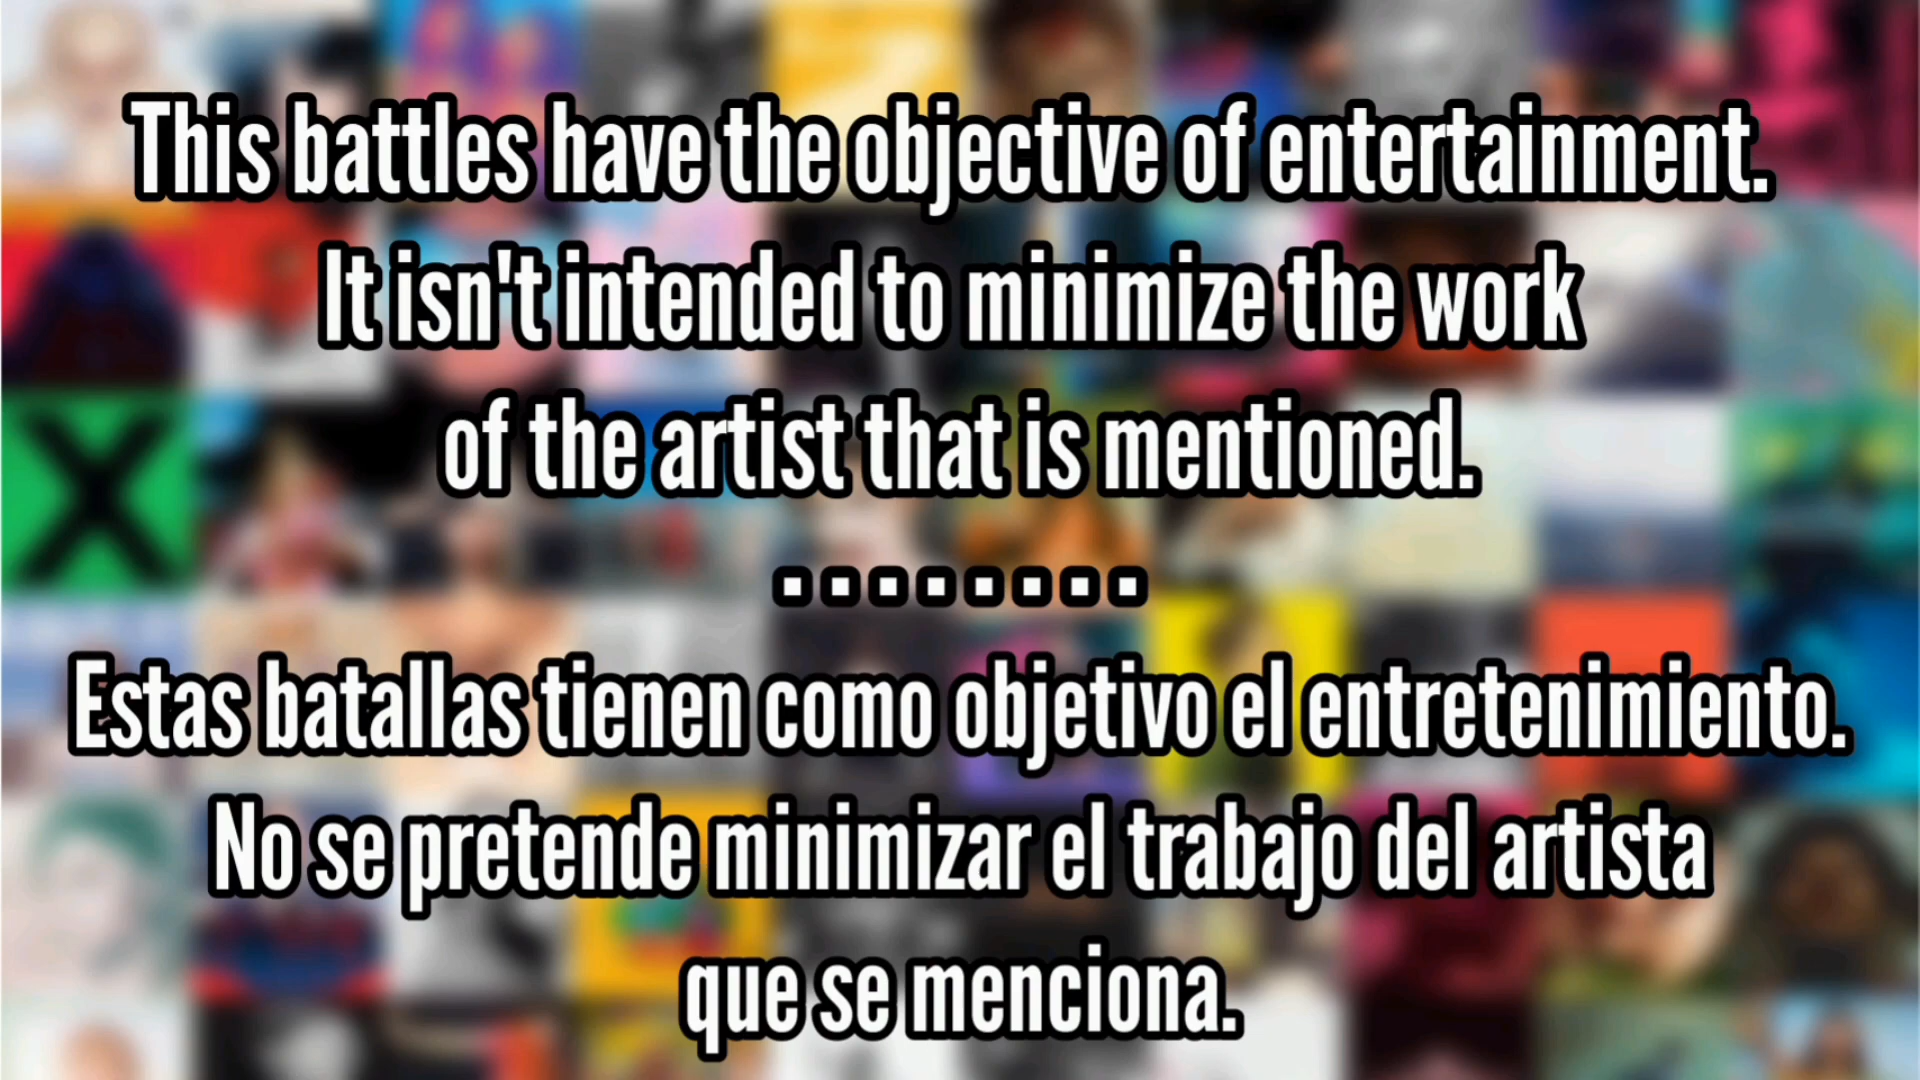 This battles have the objective of entertainment.
It isn't intended to minimize the work
of the artist that is mentioned.
........
Estas batallas tienen como objetivo el entretenimiento.
No se pretende minimizar el trabajo del artista
que se menciona.